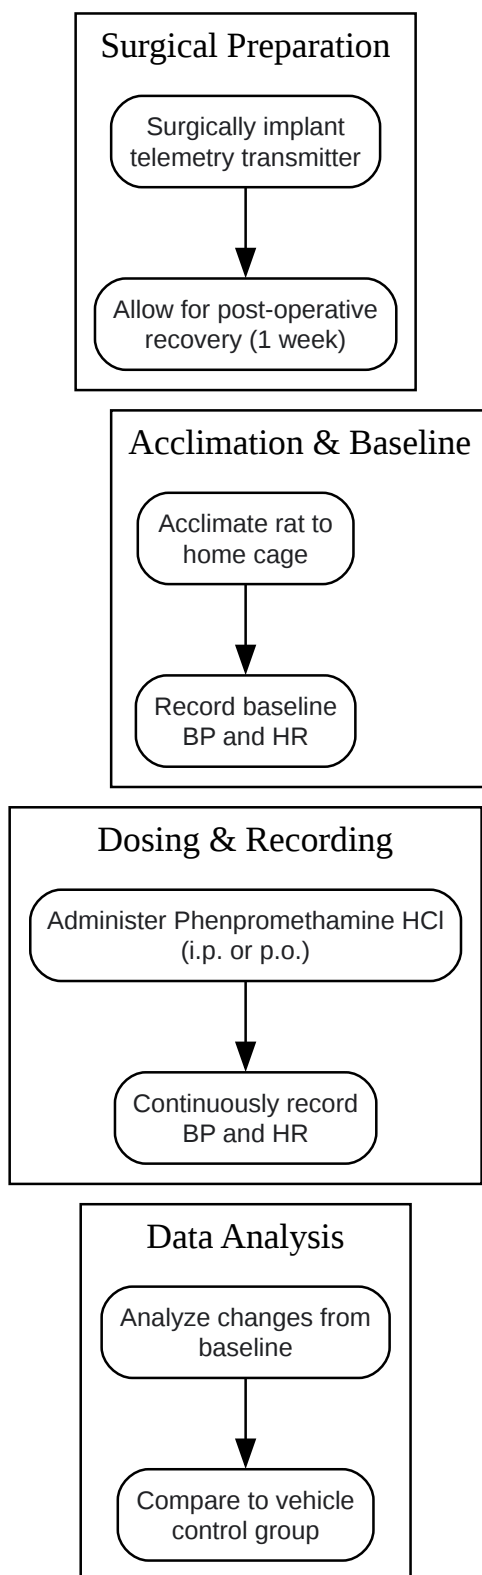 Surgical Preparation
Surgically implant
telemetry transmitter
Allow for post-operative
recovery (1 week)
Acclimation & Baseline
Acclimate rat to
home cage
Record baseline
BP and HR
Dosing & Recording
Administer Phenpromethamine HCl
(i.p. or p.o.)
Continuously record
BP and HR
Data Analysis
Analyze changes from
baseline
Compare to vehicle
control group